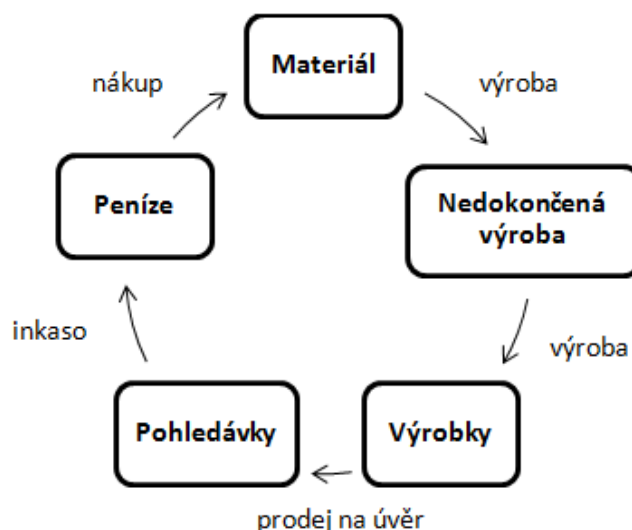 Materiál
nákup
výroba
Peníze
Nedokončená
výroba
inkaso
výroba
Pohledávky
Výrobky
prodej na úvěr